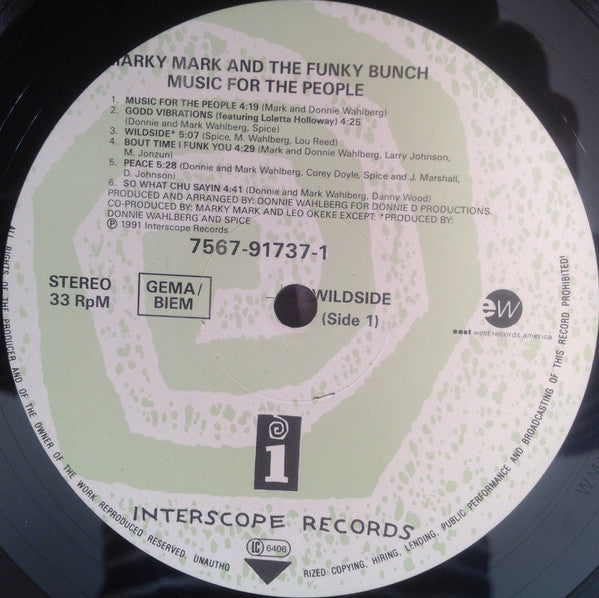 MARKY MARK AND THE FUNKY BUNCH
MUSIC FOR THE PEOPLE
1. MUSIC FOR THE PEOPLE 4:19 (Mark and Donnie Wahlberg)
2. GODD VIBRATIONS (featuring Loletta Holloway) 4:25
(Donnie and Mark Wahlberg, Spice)
3. WILDSIDE* 5:07 (Spice, M. Wahlberg, Lou Reed)
4. BOUT TIME I FUNK YOU 4:29 (Mark and Donnie Wahlberg, Larry Johnson,
M. Jonzun)
5. PEACE 5:28 (Donnie and Mark Wahlberg, Corey Doyle, Spice and J. Marshall,
D. Johnson)
6. SO WHAT CHU SAYIN 4:41 (Donnie and Mark Wahlberg, Danny Wood)
PRODUCED AND ARRANGED BY: DONNIE WAHLBERG FOR DONNIE D PRODUCTIONS.
CO-PRODUCED BY: MARKY MARK AND LEO OKEKE EXCEPT: *PRODUCED BY:
DONNIE WAHLBERG AND SPICE
Ⓟ 1991 Interscope Records
7567-91737-1
STEREO
33 RpM
GEMA/
BIEM
WILDSIDE
(Side 1)
ew
east west records america
i
INTERSCOPE RECORDS
LC 6406
ALL RIGHTS OF THE PRODUCER AND OF THE OWNER OF THE WORK REPRODUCED RESERVED. UNAUTHO
RIZED COPYING, HIRING, LENDING, PUBLIC PERFORMANCE AND BROADCASTING OF THIS RECORD PROHIBITED!